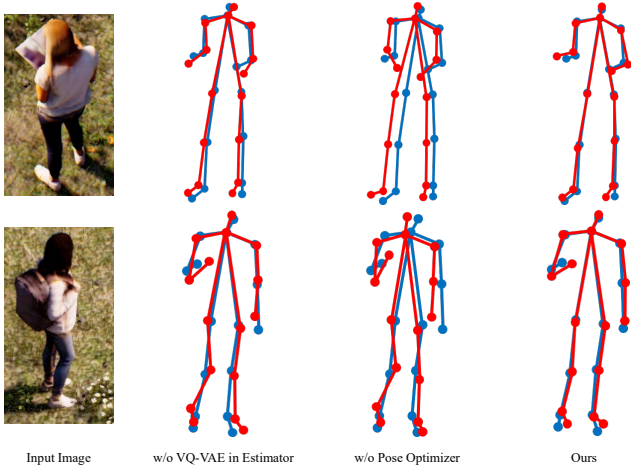 Input Image
w/o VQ-VAE in Estimator
w/o Pose Optimizer
Ours